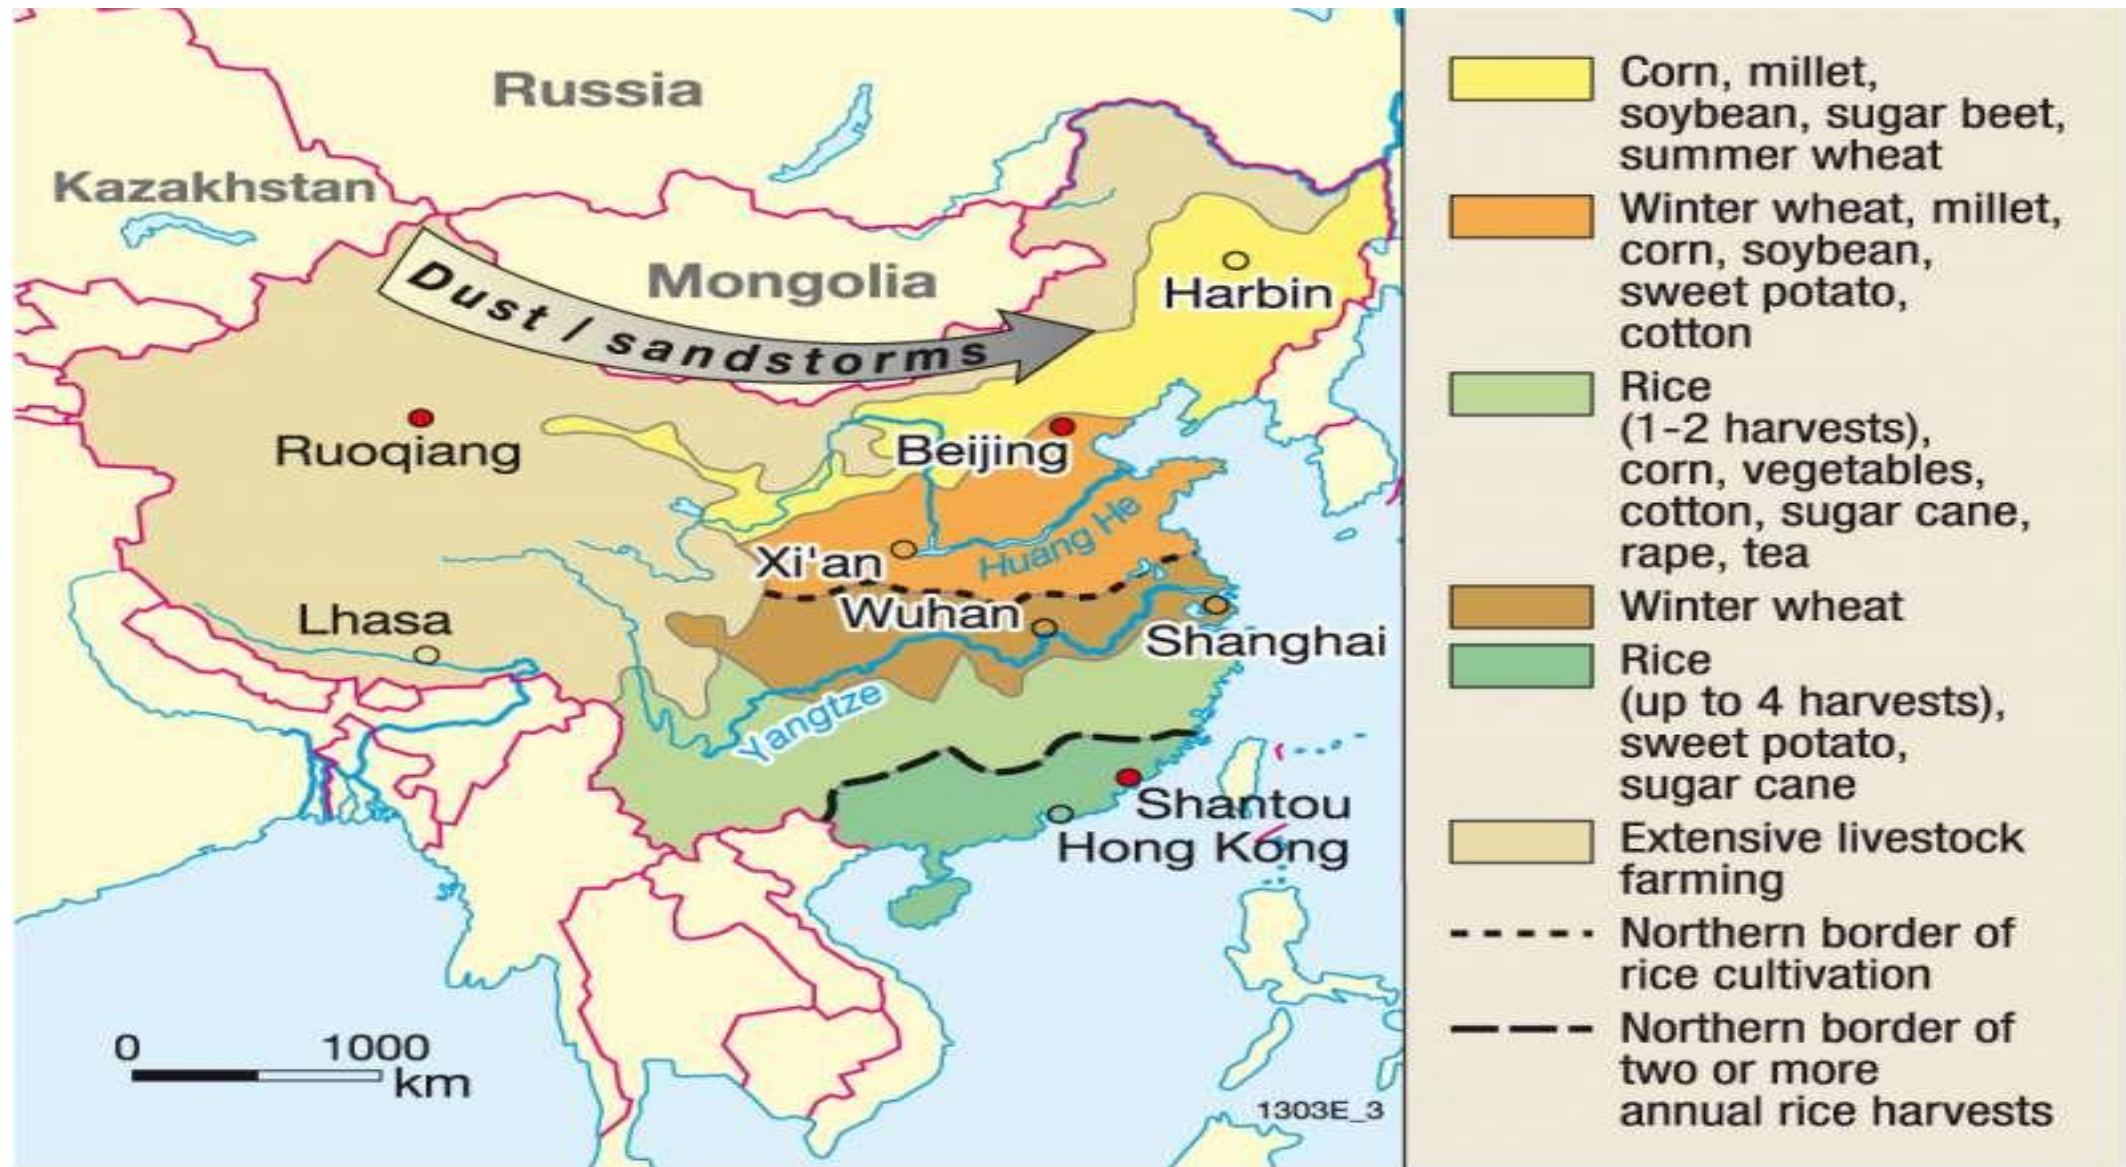 Russia
Kazakhstan
Mongolia
Dust / sandstorms
Harbin
Ruoqiang
Beijing
Huang He
Xi'an
Lhasa
Wuhan
Shanghai
Yangtze
Shantou
Hong Kong
0 1000
km
1303E_3
Corn, millet,
soybean, sugar beet,
summer wheat
Winter wheat, millet,
corn, soybean,
sweet potato,
cotton
Rice
(1-2 harvests),
corn, vegetables,
cotton, sugar cane,
rape, tea
Winter wheat
Rice
(up to 4 harvests),
sweet potato,
sugar cane
Extensive livestock
farming
Northern border of
rice cultivation
Northern border of
two or more
annual rice harvests